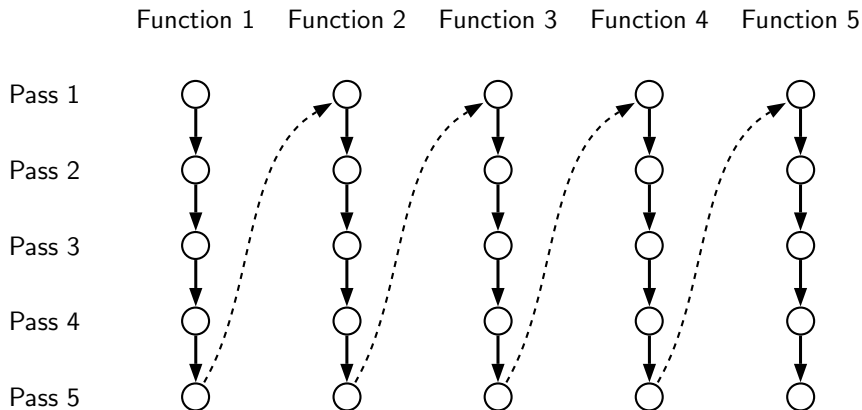 Function 1 Function 2 Function 3 Function 4 Function 5
Pass 1
Pass 2
Pass 3
Pass 4
Pass 5